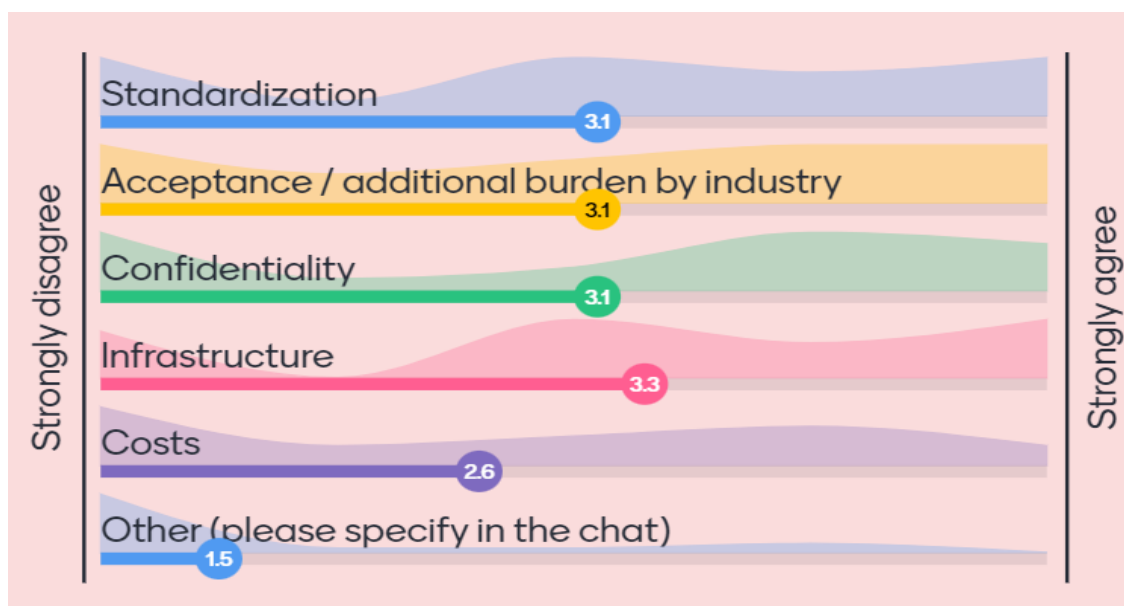 Strongly disagree
Standardization
3.1
Acceptance / additional burden by industry
3.1
Confidentiality
3.1
Infrastructure
3.3
Costs
2.6
Other (please specify in the chat)
1.5
Strongly agree